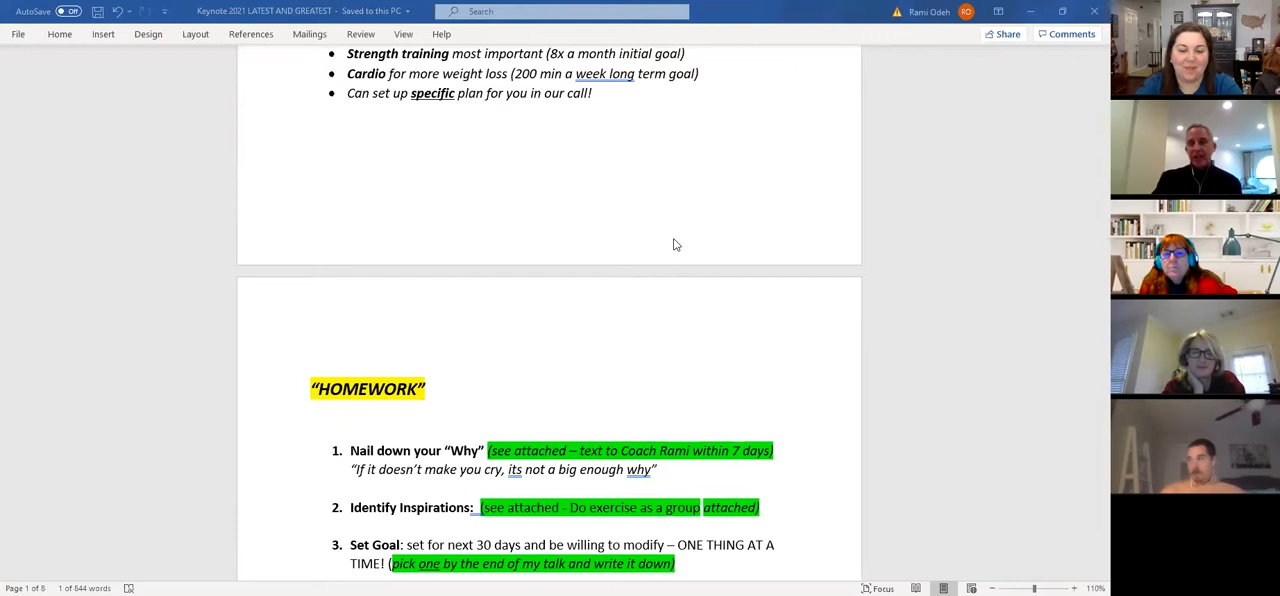 AutoSave Off Keynote 2021 LATEST AND GREATEST - Saved to this PC Search Rami Odeh RO
File Home Insert Design Layout References Mailings Review View Help Share Comments
• Strength training most important (8x a month initial goal)
• Cardio for more weight loss (200 min a week long term goal)
• Can set up specific plan for you in our call!
“HOMEWORK”
1. Nail down your “Why” (see attached – text to Coach Rami within 7 days)
“If it doesn’t make you cry, its not a big enough why”
2. Identify Inspirations: (see attached - Do exercise as a group attached)
3. Set Goal: set for next 30 days and be willing to modify – ONE THING AT A
TIME! (pick one by the end of my talk and write it down)
Page 1 of 8 1 of 844 words Focus 110%